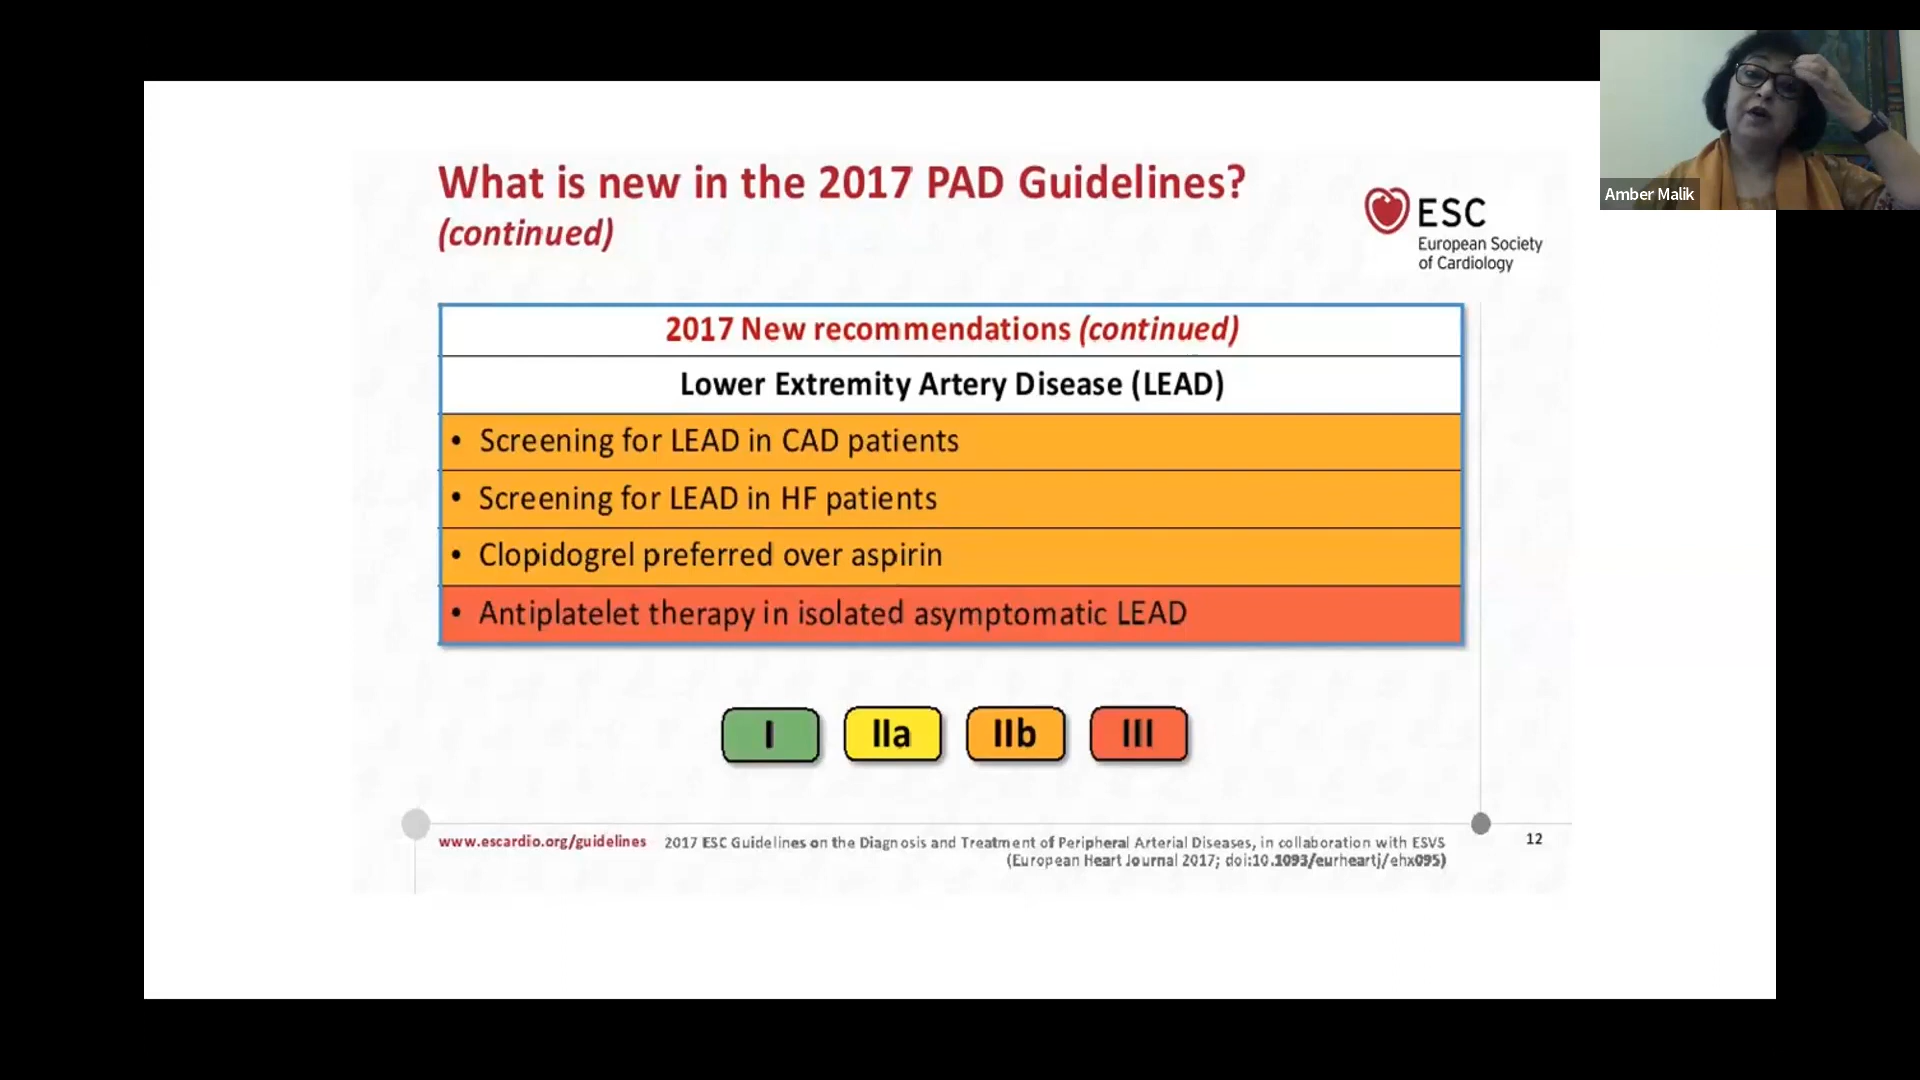 What is new in the 2017 PAD Guidelines?
(continued)
ESC
European Society
of Cardiology
Amber Malik
2017 New recommendations (continued)
Lower Extremity Artery Disease (LEAD)
• Screening for LEAD in CAD patients
• Screening for LEAD in HF patients
• Clopidogrel preferred over aspirin
• Antiplatelet therapy in isolated asymptomatic LEAD
I IIa IIb III
www.escardio.org/guidelines 2017 ESC Guidelines on the Diagnosis and Treatment of Peripheral Arterial Diseases, in collaboration with ESVS
(European Heart Journal 2017; doi:10.1093/eurheartj/ehx095)
12